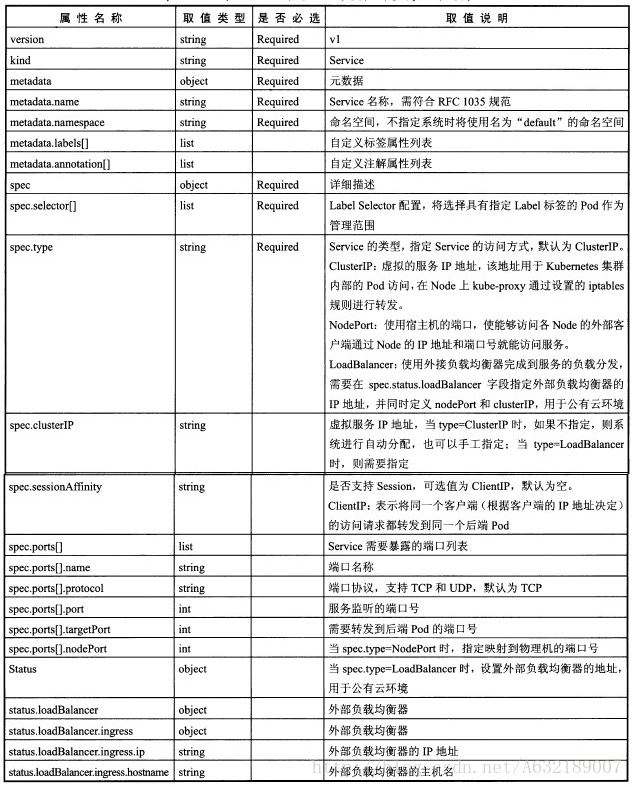 属性名称 取值类型 是否必选 取值说明
version string Required v1
kind string Required Service
metadata object Required 元数据
metadata.name string Required Service 名称，需符合 RFC 1035 规范
metadata.namespace string Required 命名空间，不指定系统时将使用名为“default”的命名空间
metadata.labels[] list 自定义标签属性列表
metadata.annotation[] list 自定义注解属性列表
spec object Required 详细描述
spec.selector[] list Required Label Selector 配置，将选择具有指定 Label 标签的 Pod 作为
管理范围
spec.type string Required Service 的类型，指定 Service 的访问方式，默认为 ClusterIP。
ClusterIP：虚拟的服务 IP 地址，该地址用于 Kubernetes 集群
内部的 Pod 访问，在 Node 上 kube-proxy 通过设置的 iptables
规则进行转发。
NodePort：使用宿主机的端口，使能够访问各 Node 的外部客
户端通过 Node 的 IP 地址和端口号就能访问服务。
LoadBalancer：使用外接负载均衡器完成到服务的负载分发，
需要在 spec.status.loadBalancer 字段指定外部负载均衡器的
IP 地址，并同时定义 nodePort 和 clusterIP，用于公有云环境
spec.clusterIP string 虚拟服务 IP 地址，当 type=ClusterIP 时，如果不指定，则系
统进行自动分配，也可以手工指定；当 type=LoadBalancer
时，则需要指定
spec.sessionAffinity string 是否支持 Session，可选值为 ClientIP，默认为空。
ClientIP：表示将同一个客户端（根据客户端的 IP 地址决定）
的访问请求都转发到同一个后端 Pod
spec.ports[] list Service 需要暴露的端口列表
spec.ports[].name string 端口名称
spec.ports[].protocol string 端口协议，支持 TCP 和 UDP，默认为 TCP
spec.ports[].port int 服务监听的端口号
spec.ports[].targetPort int 需要转发到后端 Pod 的端口号
spec.ports[].nodePort int 当 spec.type=NodePort 时，指定映射到物理机的端口号
Status object 当 spec.type=LoadBalancer 时，设置外部负载均衡器的地址，
用于公有云环境
status.loadBalancer object 外部负载均衡器
status.loadBalancer.ingress object 外部负载均衡器
status.loadBalancer.ingress.ip string 外部负载均衡器的 IP 地址
status.loadBalancer.ingress.hostname string 外部负载均衡器的主机名